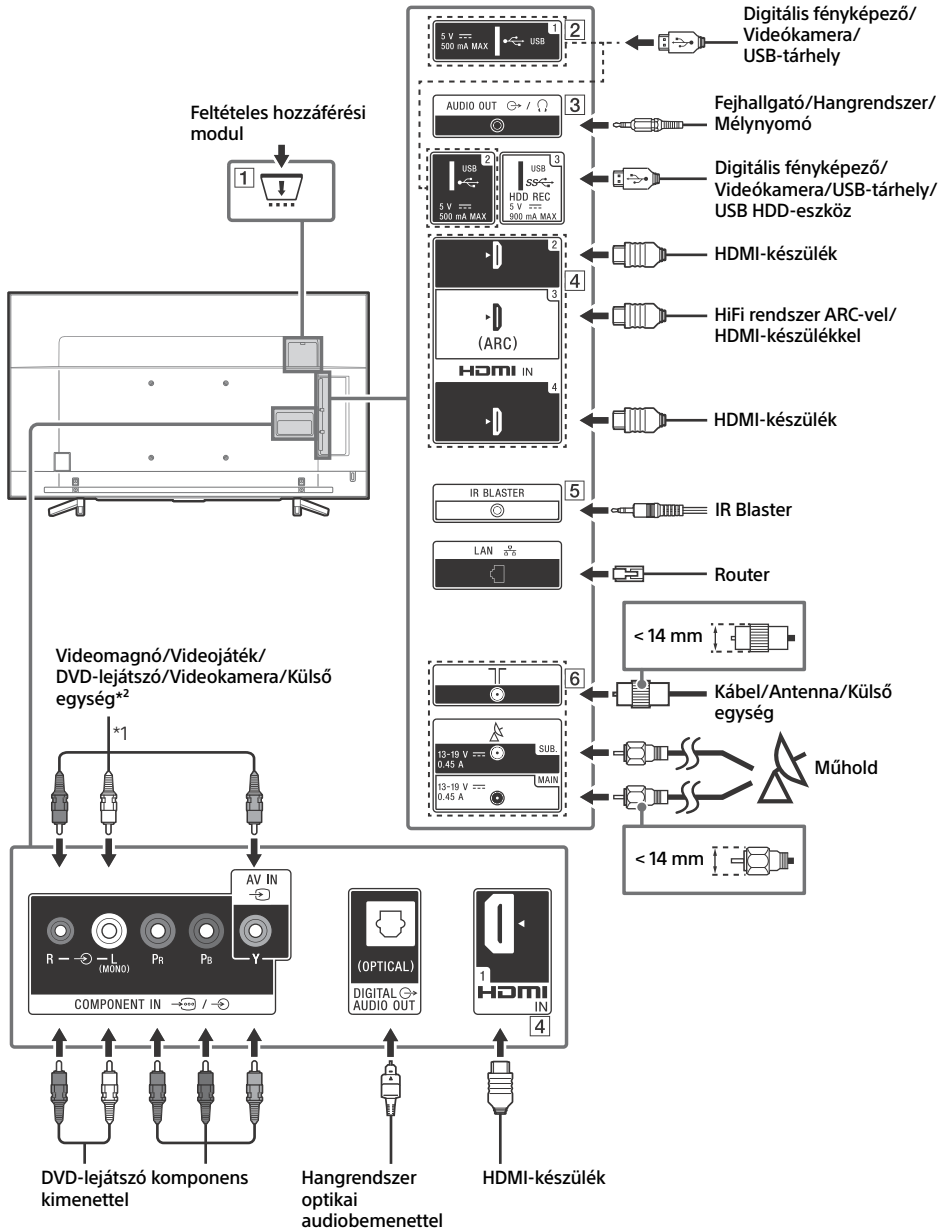 Digitális fényképező/
Videókamera/
USB-tárhely
1
2
5 V
500 mA MAX
USB
AUDIO OUT /
3
Fejhallgató/Hangrendszer/
Mélynyomó
Feltételes hozzáférési
modul
1
2
USB
5 V
500 mA MAX
3
USB
SS
HDD REC
5 V
900 mA MAX
Digitális fényképező/
Videókamera/USB-tárhely/
USB HDD-eszköz
2
4
HDMI-készülék
3
(ARC)
HiFi rendszer ARC-vel/
HDMI-készülékkel
HDMI IN
4
HDMI-készülék
IR BLASTER
5
IR Blaster
LAN
Router
< 14 mm
6
Kábel/Antenna/Külső
egység
13-19 V
0.45 A
SUB.
13-19 V
0.45 A
MAIN
Műhold
< 14 mm
Videomagnó/Videojáték/
DVD-lejátszó/Videokamera/Külső
egység*2
*1
AV IN
R — — L
(MONO)
PR
PB
Y
COMPONENT IN /
(OPTICAL)
DIGITAL
AUDIO OUT
1
HDMI
IN
4
DVD-lejátszó komponens
kimenettel
Hangrendszer
optikai
audiobemenettel
HDMI-készülék